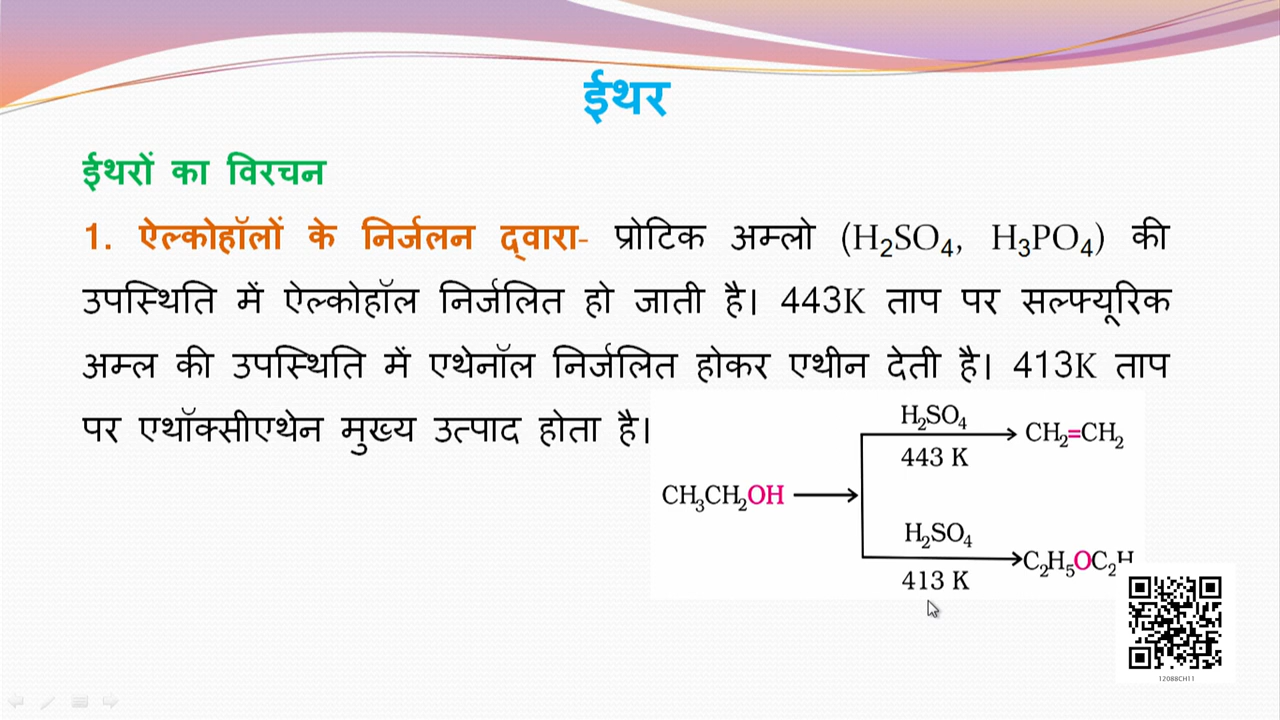 ईथर
ईथरों का विरचन
1. ऐल्कोहॉलों के निर्जलन द्वारा- प्रोटिक अम्लो (H₂SO₄, H₃PO₄) की
उपस्थिति में ऐल्कोहॉल निर्जलित हो जाती है। 443K ताप पर सल्फ्यूरिक
अम्ल की उपस्थिति में एथेनॉल निर्जलित होकर एथीन देती है। 413K ताप
पर एथॉक्सीएथेन मुख्य उत्पाद होता है।
H₂SO₄
443 K
CH₂=CH₂
CH₃CH₂OH
H₂SO₄
413 K
C₂H₅OC₂H
12088CH11